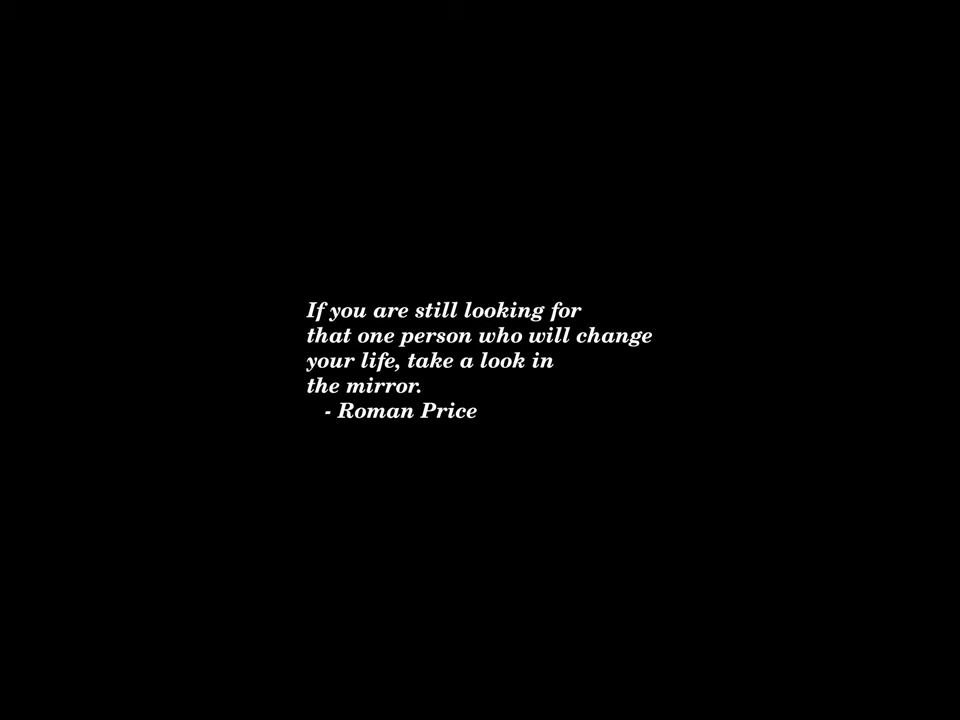 If you are still looking for
that one person who will change
your life, take a look in
the mirror.
- Roman Price